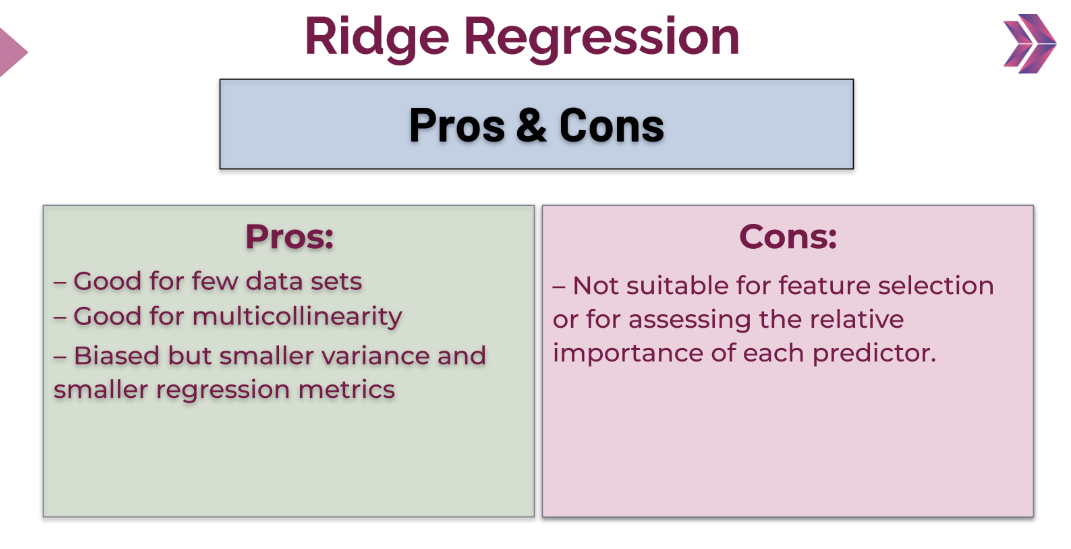 Ridge Regression
Pros & Cons
Pros:
– Good for few data sets
– Good for multicollinearity
– Biased but smaller variance and
smaller regression metrics
Cons:
– Not suitable for feature selection
or for assessing the relative
importance of each predictor.